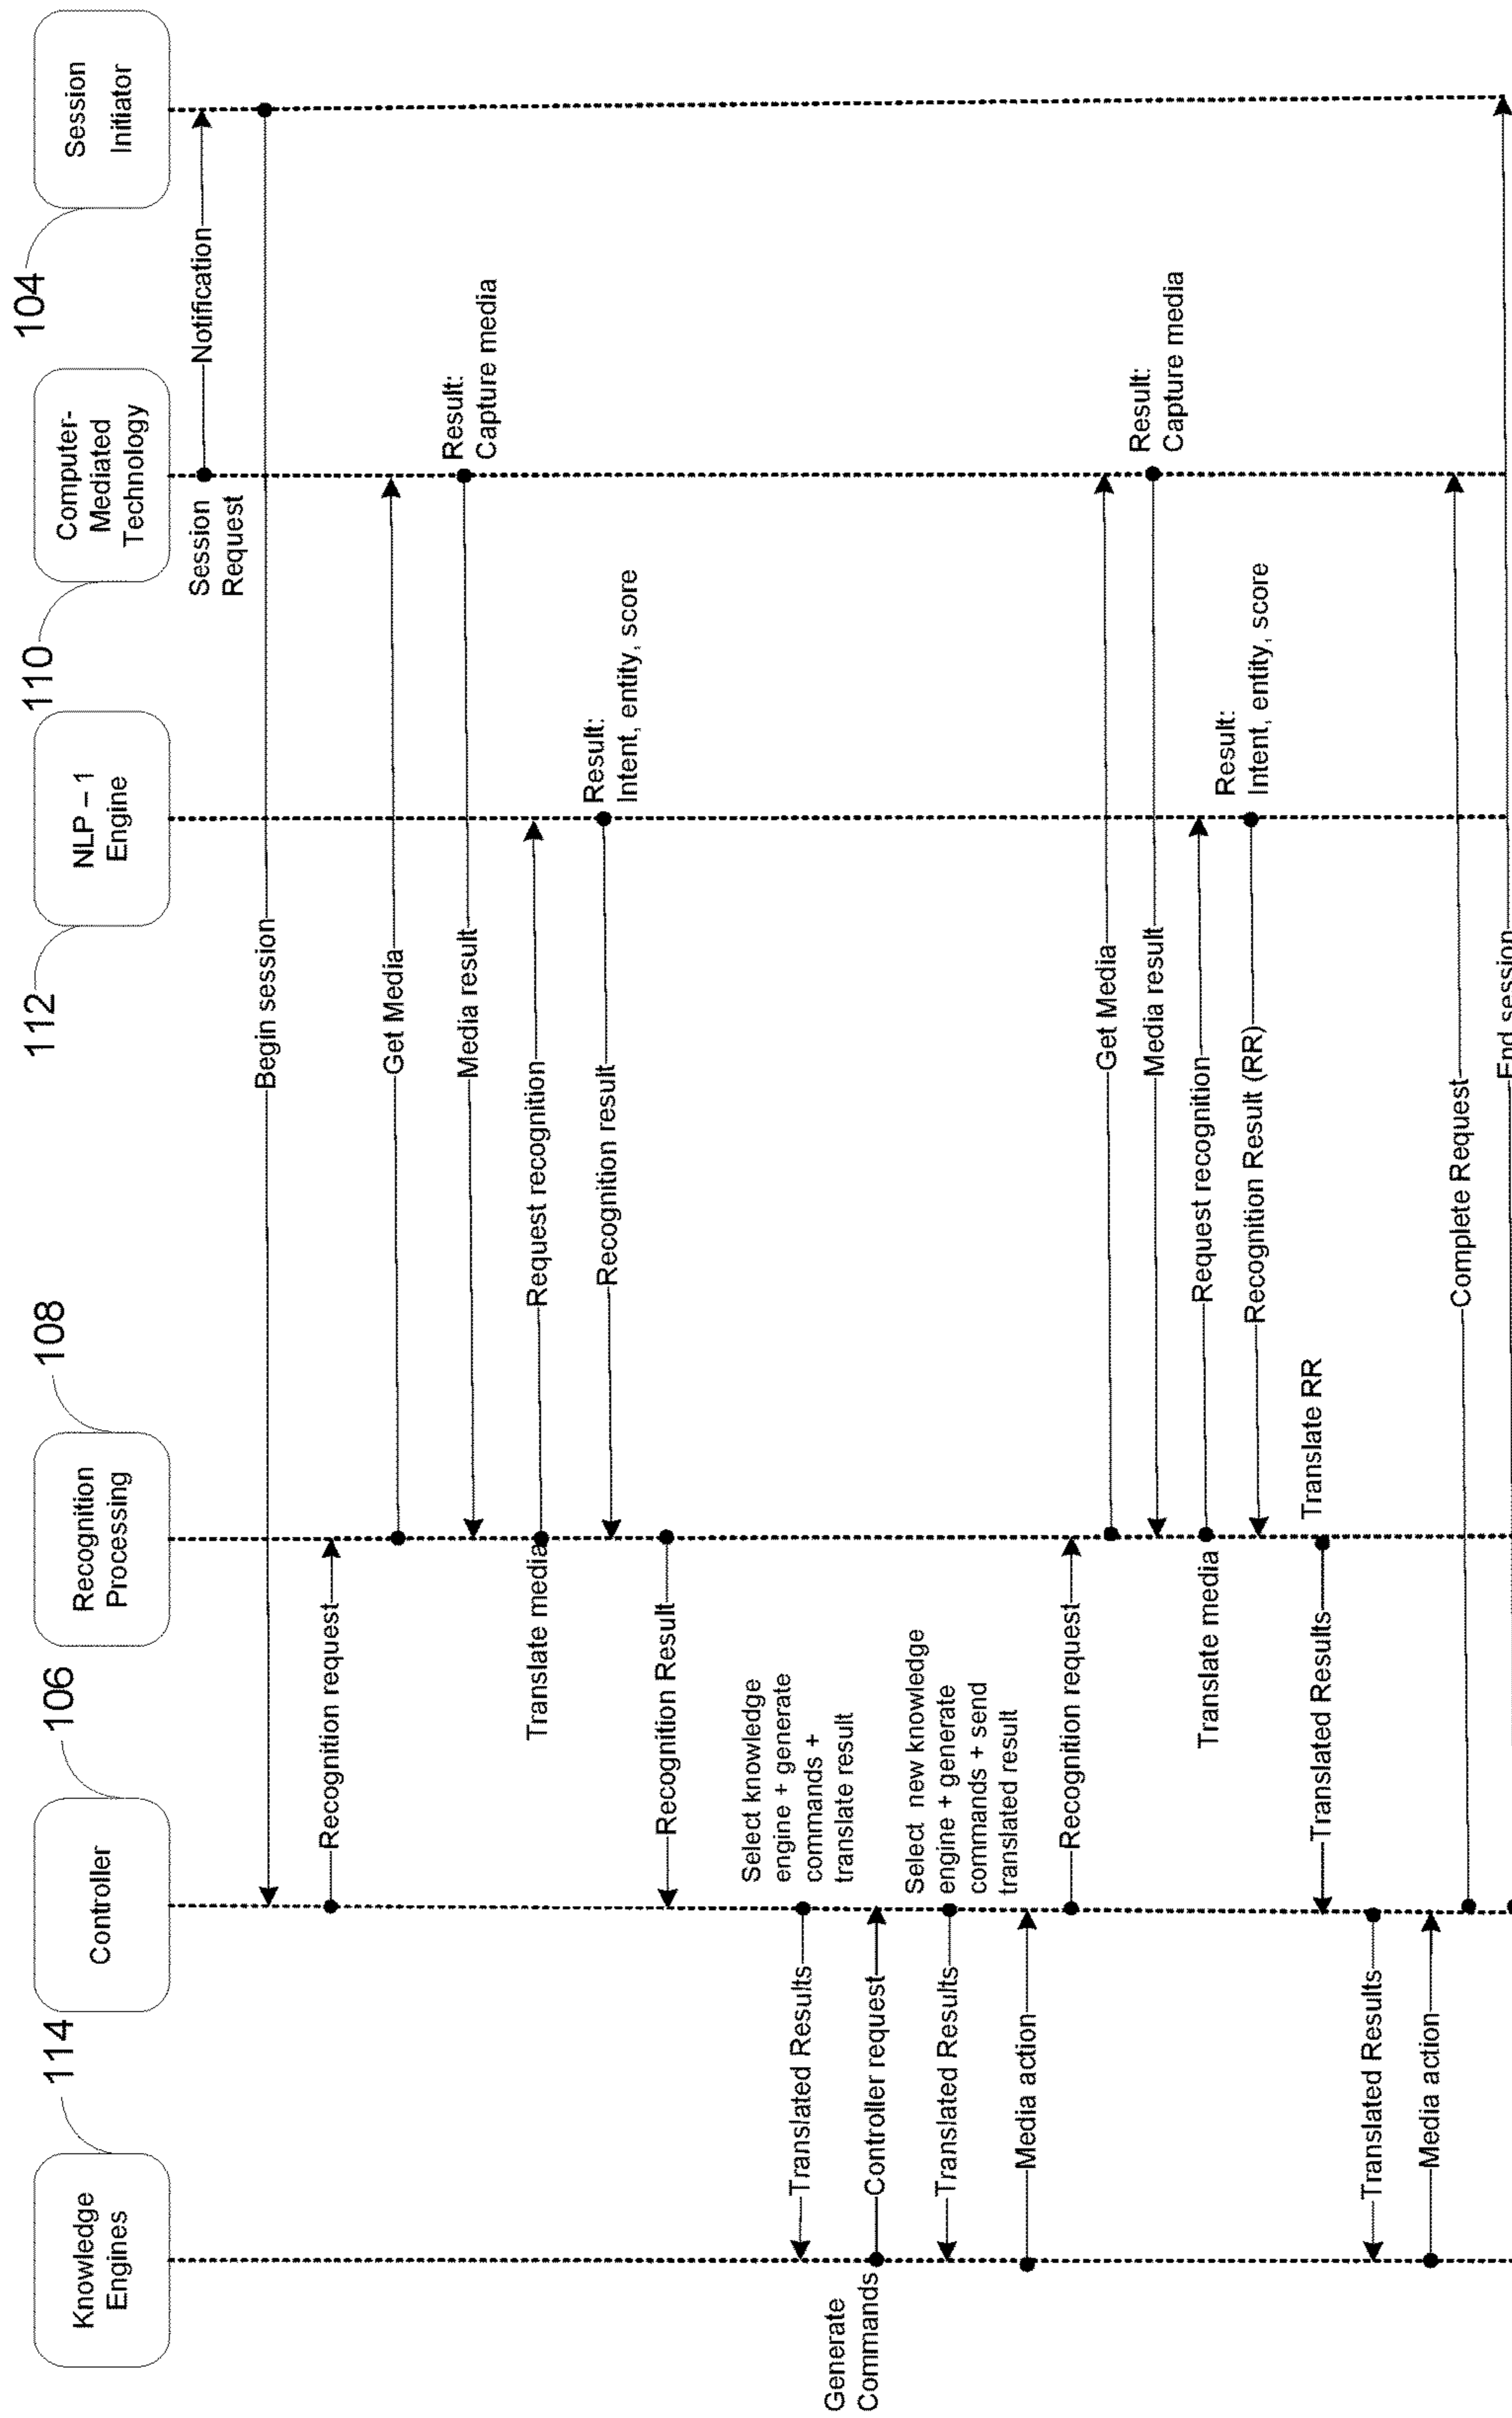 Knowledge
Engines
114
Controller
106
Recognition
Processing
108
NLP – 1
Engine
112
Computer-
Mediated
Technology
110
Session
Initiator
104
Session
Request
Notification
Begin session
Recognition request
Get Media
Result:
Capture media
Media result
Translate media
Request recognition
Result:
Intent, entity, score
Recognition result
Recognition Result
Select knowledge
engine + generate
commands +
translate result
Translated Results
Generate
Commands
Controller request
Select new knowledge
engine + generate
commands + send
translated result
Translated Results
Media action
Recognition request
Get Media
Result:
Capture media
Media result
Translate media
Request recognition
Result:
Intent, entity, score
Recognition Result (RR)
Translate RR
Translated Results
Translated Results
Media action
Complete Request
End session